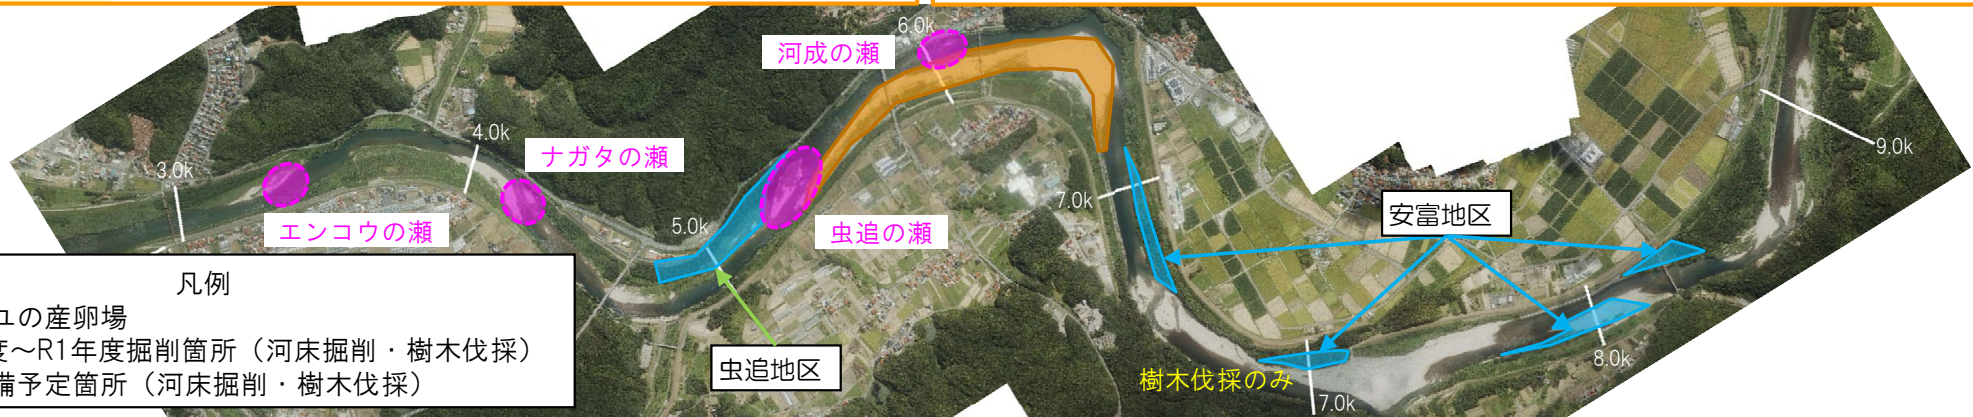 6.0k
河成の瀬
4.0k
ナガタの瀬
3.0k
9.0k
7.0k
安富地区
5.0k
エンコウの瀬
虫追の瀬
凡例
ユの産卵場
度～R1年度掘削箇所（河床掘削・樹木伐採）
備予定箇所（河床掘削・樹木伐採）
虫追地区
樹木伐採のみ
8.0k
7.0k